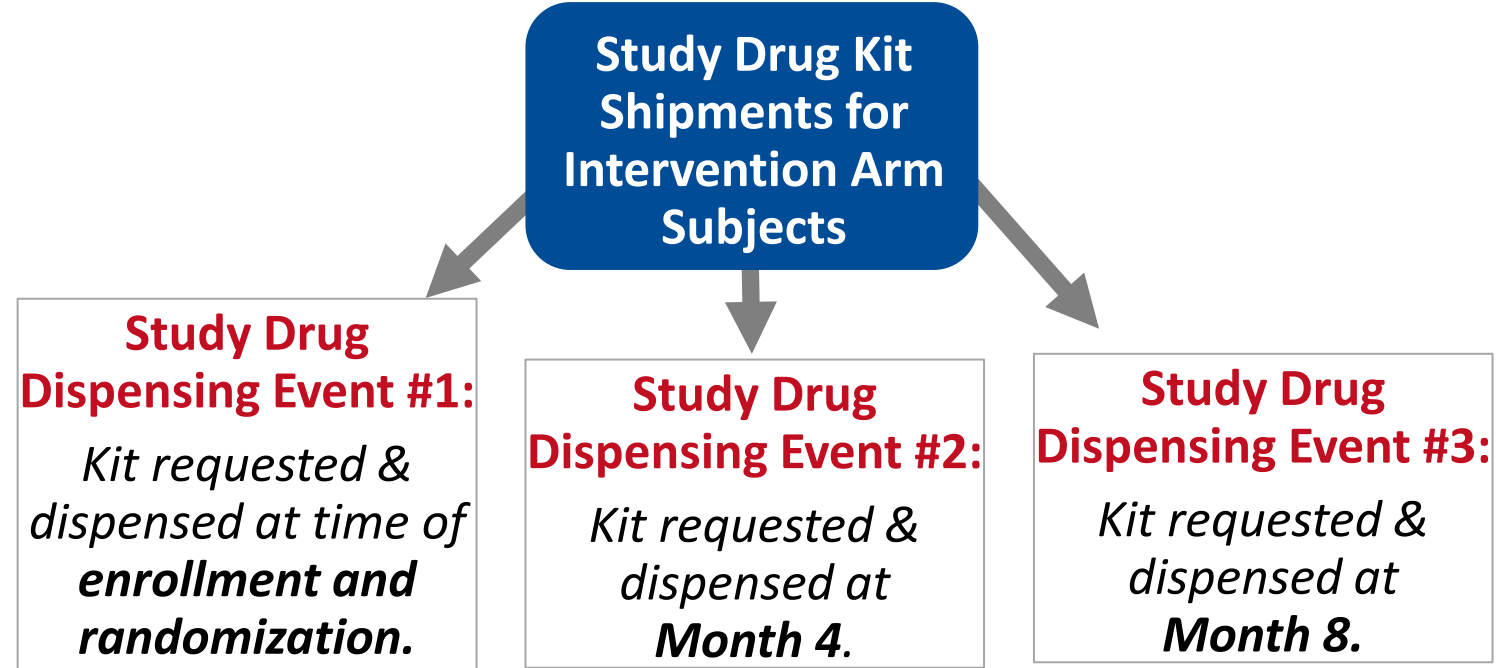 Study Drug Kit
Shipments for
Intervention Arm
Subjects
Study Drug
Dispensing Event #1:
Kit requested &
dispensed at time of
enrollment and
randomization.
Study Drug
Dispensing Event #2:
Kit requested &
dispensed at
Month 4.
Study Drug
Dispensing Event #3:
Kit requested &
dispensed at
Month 8.